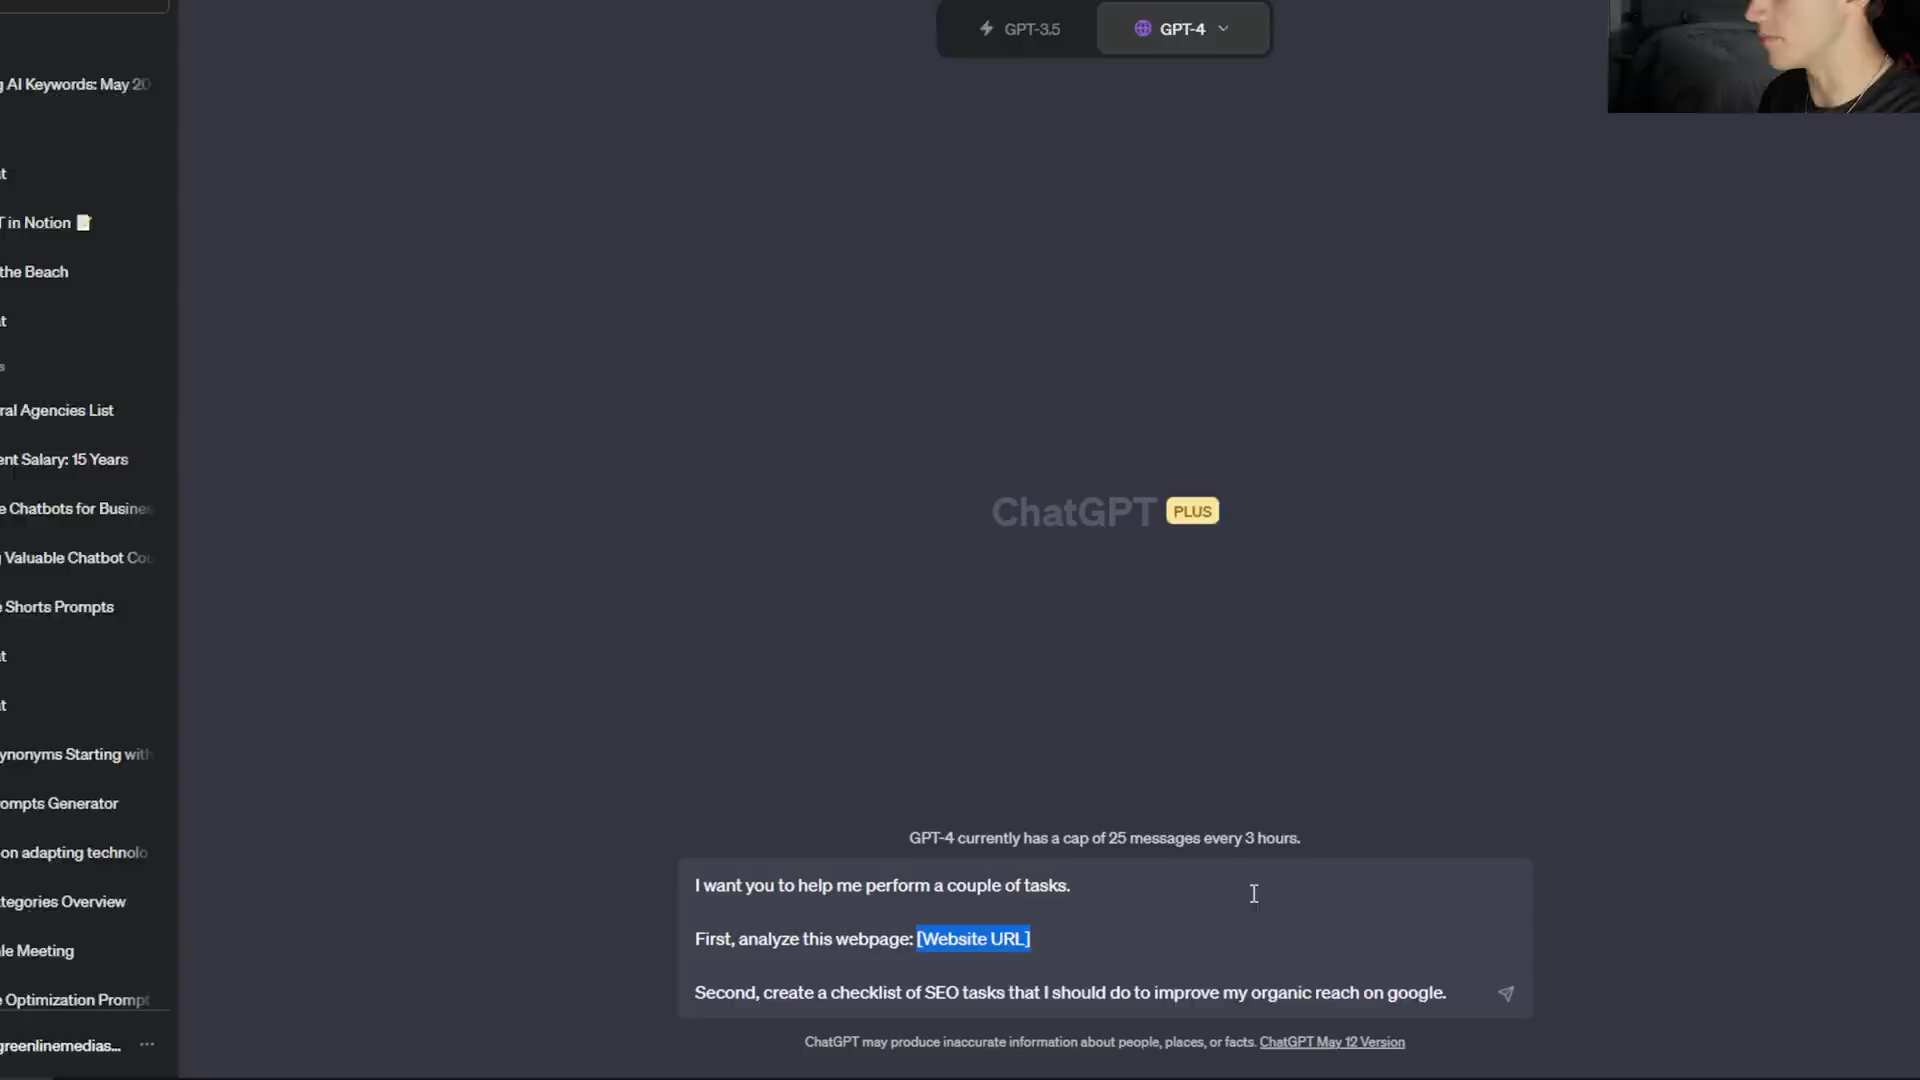 GPT-3.5
GPT-4
AI Keywords: May 20
T in Notion
the Beach
ral Agencies List
ent Salary: 15 Years
e Chatbots for Busines
Valuable Chatbot Cou
e Shorts Prompts
ynonyms Starting with
ompts Generator
on adapting technolo
tegories Overview
le Meeting
e Optimization Prompt
greenlinemedias...
ChatGPT PLUS
GPT-4 currently has a cap of 25 messages every 3 hours.
I want you to help me perform a couple of tasks.
First, analyze this webpage: [Website URL]
Second, create a checklist of SEO tasks that I should do to improve my organic reach on google.
ChatGPT may produce inaccurate information about people, places, or facts. ChatGPT May 12 Version